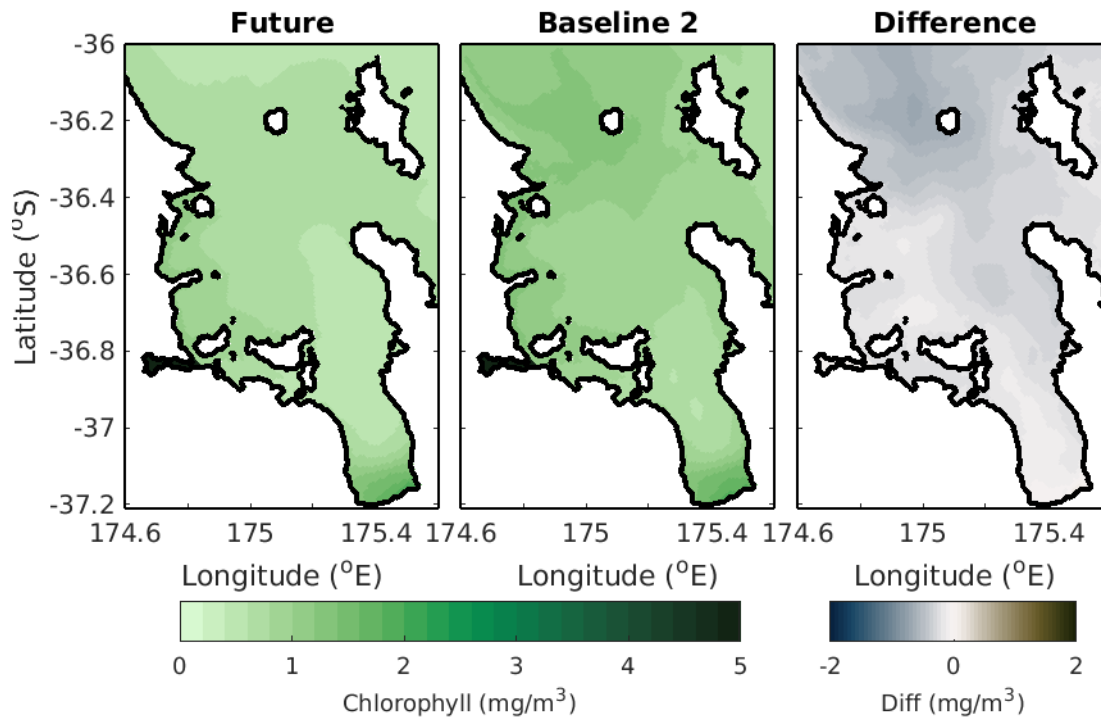 Future Baseline 2 Difference
-36
-36.2
-36.4
-36.6
-36.8
-37
-37.2
Latitude (°S)
174.6 175 175.4 174.6 175 175.4 174.6 175 175.4
Longitude (°E) Longitude (°E) Longitude (°E)
0 1 2 3 4 5 -2 0 2
Chlorophyll (mg/m³) Diff (mg/m³)